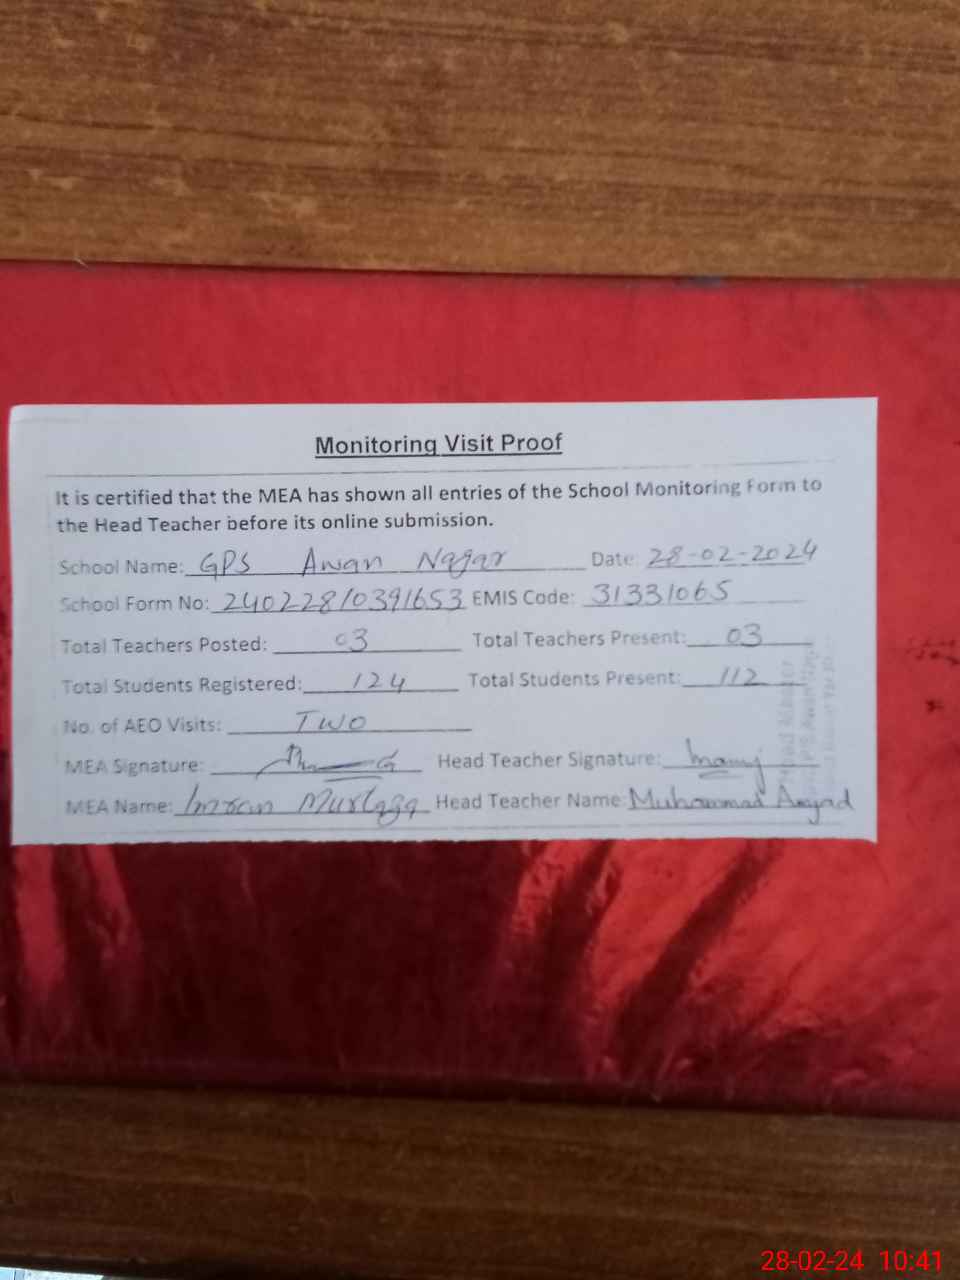 Monitoring Visit Proof
It is certified that the MEA has shown all entries of the School Monitoring Form to
the Head Teacher before its online submission.
School Name: GPS Awan Nagar Date: 28-02-2024
School Form No: 24022810391653 EMIS Code: 31331065
Total Teachers Posted: 03 Total Teachers Present: 03
Total Students Registered: 124 Total Students Present: 112
No. of AEO Visits: Two
MEA Signature: Head Teacher Signature:
MEA Name: Imran Murtaza Head Teacher Name: Muhammad Amjad
Head Teacher
28-02-24 10:41